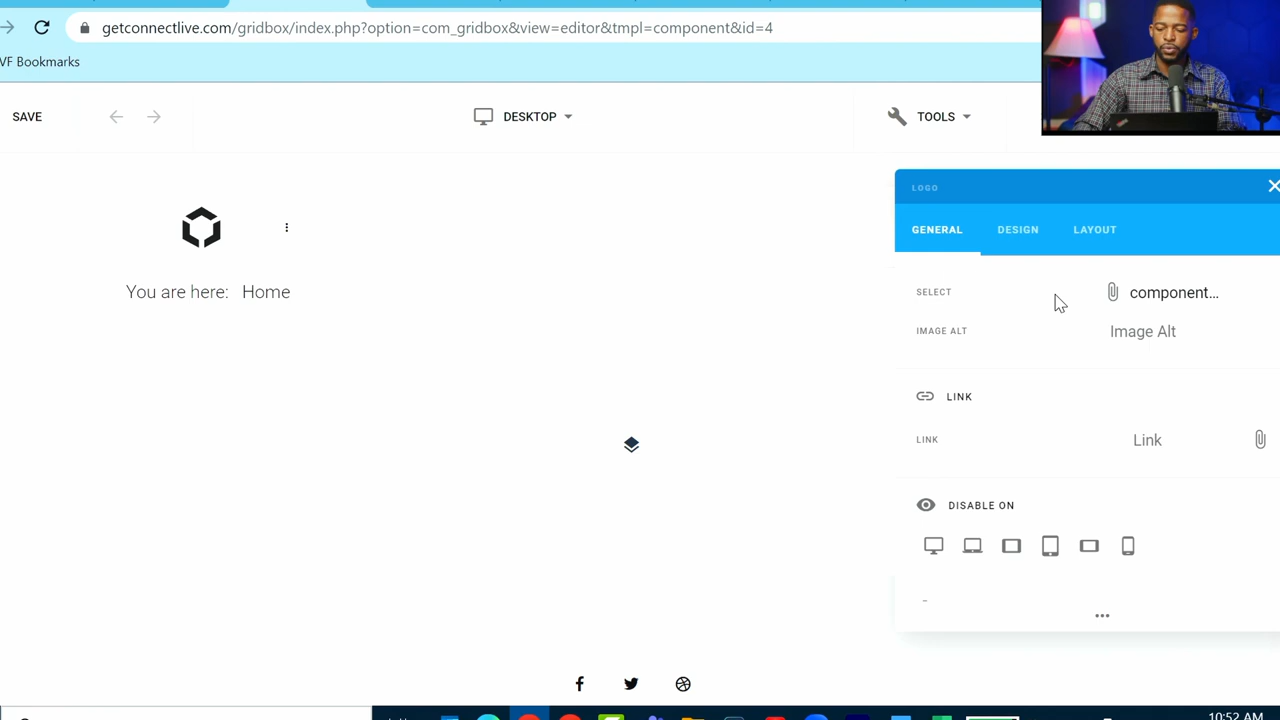 getconnectlive.com/gridbox/index.php?option=com_gridbox&view=editor&tmpl=component&id=4
VF Bookmarks
SAVE
DESKTOP
TOOLS
LOGO
GENERAL DESIGN LAYOUT
You are here: Home
SELECT component...
IMAGE ALT Image Alt
LINK
LINK Link
DISABLE ON
10:52 AM